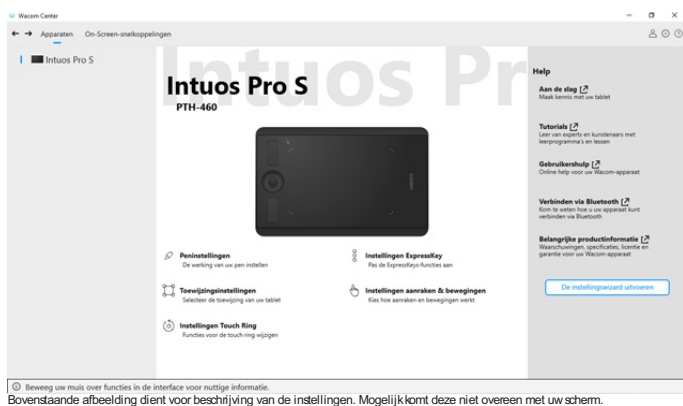 Wacom Center
Apparaten On-Screen-snelkoppelingen
Intuos Pro S
Intuos Pr
Intuos Pro S
PTH-460
wacom
Peninstellingen
De werking van uw pen instellen
Instellingen ExpressKey
Pas de ExpressKeys-functies aan
Toewijzingsinstellingen
Selecteer de toewijzing van uw tablet
Instellingen aanraken & bewegingen
Kies hoe aanraken en bewegingen werkt
Instellingen Touch Ring
Functies voor de touch ring wijzigen
Help
Aan de slag
Maak kennis met uw tablet
Tutorials
Leer van experts en kunstenaars met
leerprogramma's en lessen
Gebruikershulp
Online help voor uw Wacom-apparaat
Verbinden via Bluetooth
Kom te weten hoe u uw apparaat kunt
verbinden via Bluetooth
Belangrijke productinformatie
Waarschuwingen, specificaties, licentie en
garantie voor uw Wacom-apparaat
De instellingswizard uitvoeren
Beweeg uw muis over functies in de interface voor nuttige informatie.
Bovenstaande afbeelding dient voor beschrijving van de instellingen. Mogelijk komt deze niet overeen met uw scherm.